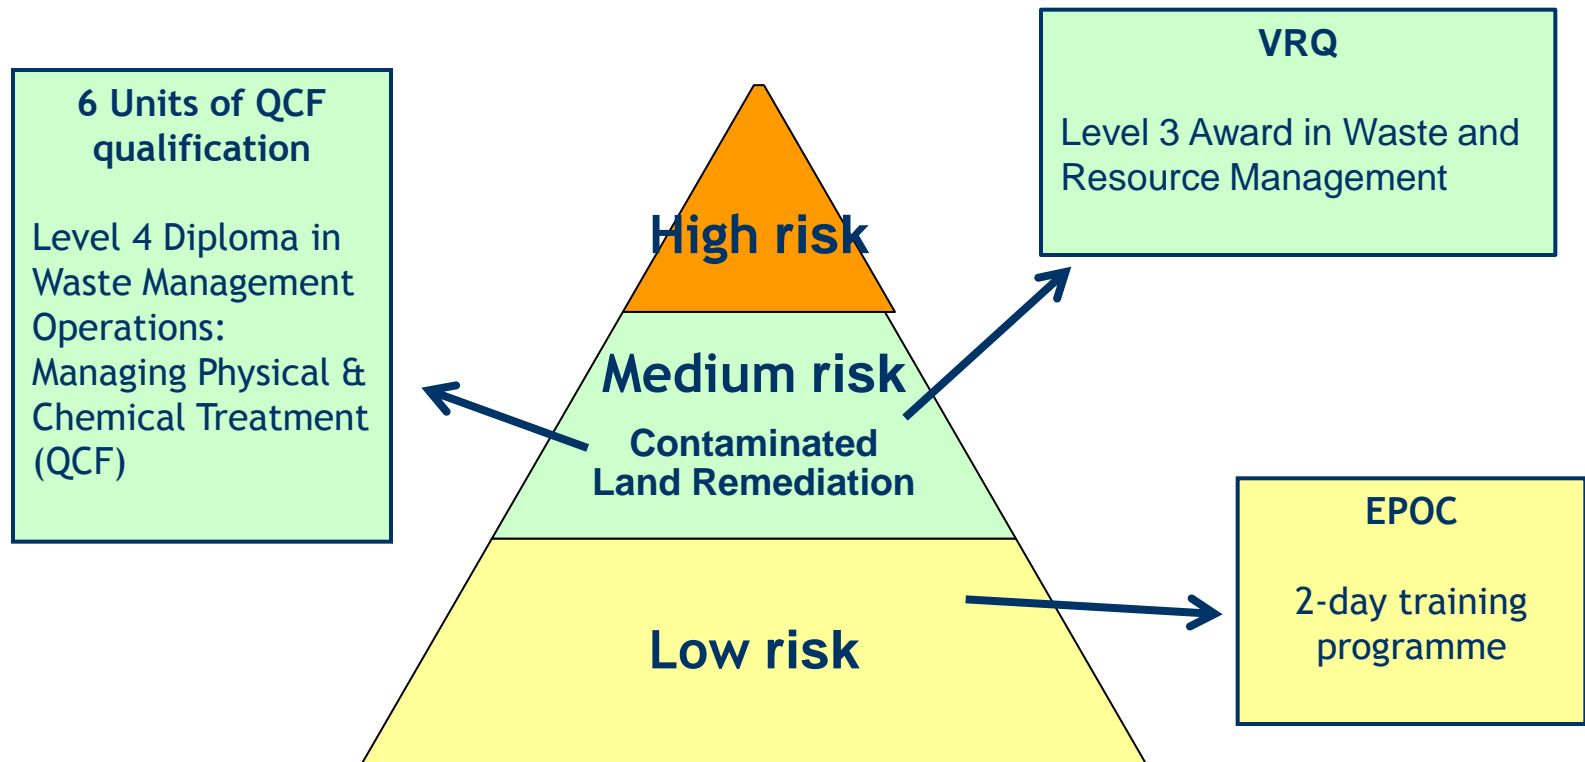 6 Units of QCF
qualification
Level 4 Diploma in
Waste Management
Operations:
Managing Physical &
Chemical Treatment
(QCF)
High risk
Medium risk
Contaminated
Land Remediation
Low risk
VRQ
Level 3 Award in Waste and
Resource Management
EPOC
2-day training
programme